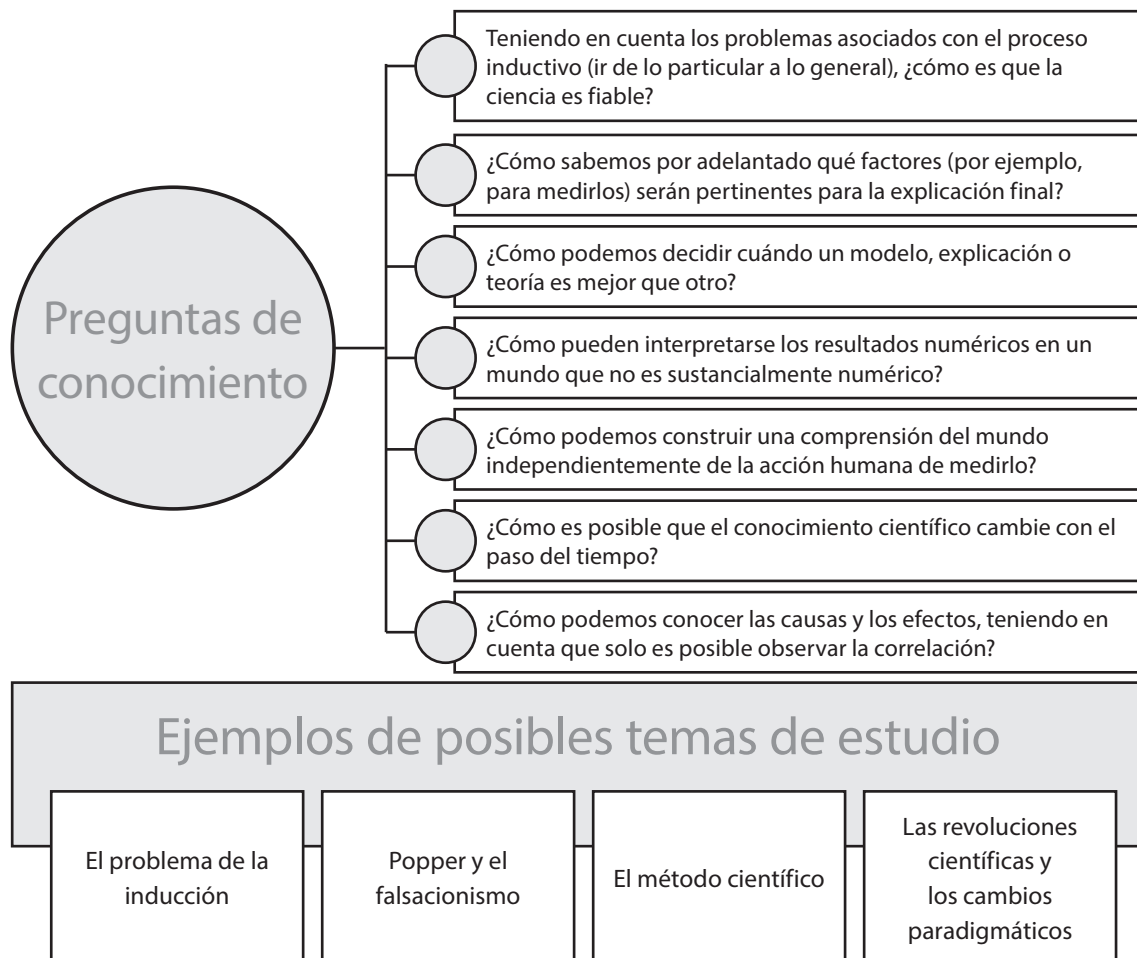 Preguntas de
conocimiento
Teniendo en cuenta los problemas asociados con el proceso
inductivo (ir de lo particular a lo general), ¿cómo es que la
ciencia es fiable?
¿Cómo sabemos por adelantado qué factores (por ejemplo,
para medirlos) serán pertinentes para la explicación final?
¿Cómo podemos decidir cuándo un modelo, explicación o
teoría es mejor que otro?
¿Cómo pueden interpretarse los resultados numéricos en un
mundo que no es sustancialmente numérico?
¿Cómo podemos construir una comprensión del mundo
independientemente de la acción humana de medirlo?
¿Cómo es posible que el conocimiento científico cambie con el
paso del tiempo?
¿Cómo podemos conocer las causas y los efectos, teniendo en
cuenta que solo es posible observar la correlación?
Ejemplos de posibles temas de estudio
El problema de la
inducción
Popper y el
falsacionismo
El método científico
Las revoluciones
científicas y
los cambios
paradigmáticos